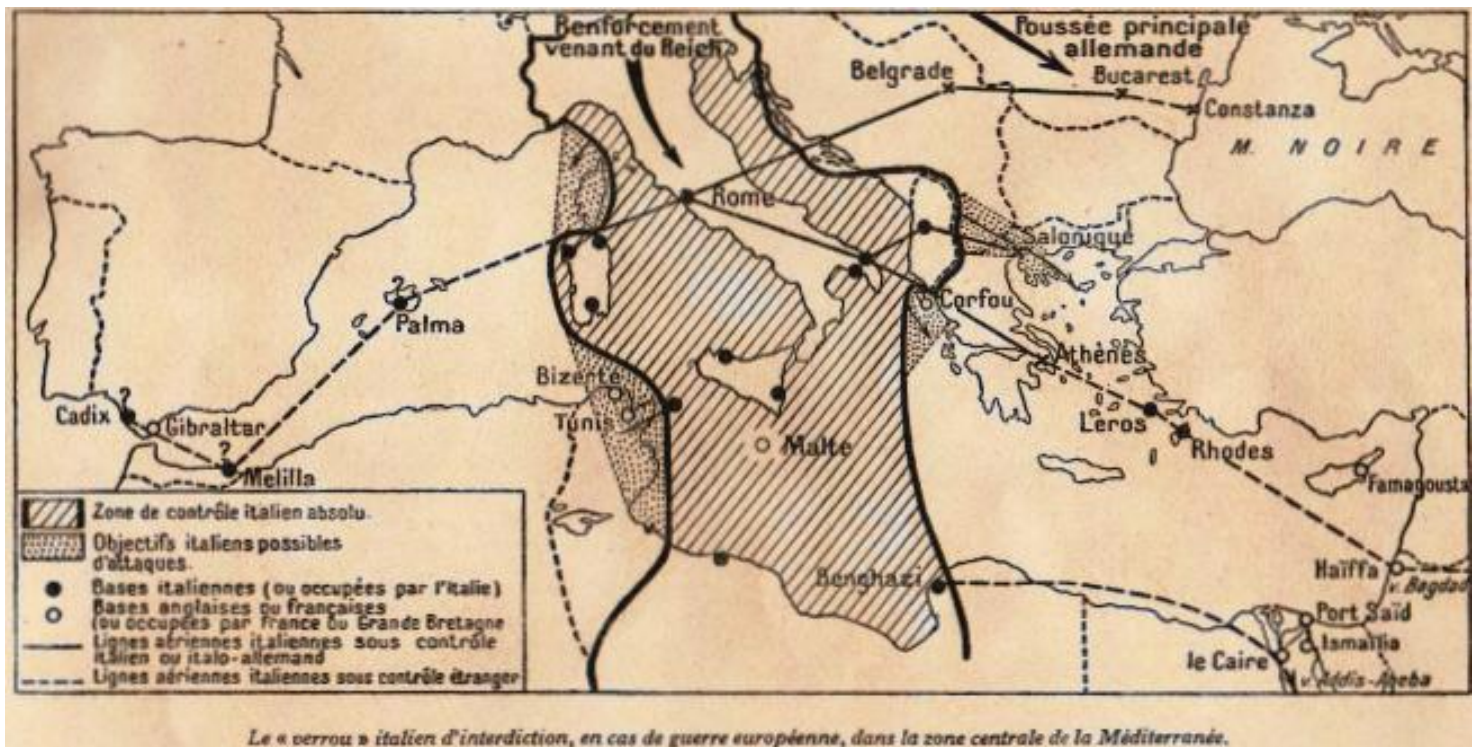 Renforcement
venant du Reich
Poussée principale
allemande
Belgrade
Bucarest
Constanza
M. NOIRE
Rome
Salonique
?
Palma
Corfou
Athènes
Bizerte
Tunis
?
Cadix
Gibraltar
?
Melilla
Malte
Leros
Rhodes
Famagousta
Benghazi
Haïffa
v. Bagdad
Port Saïd
Ismaïlia
le Caire
v. Addis-Abeba
Zone de contrôle italien absolu.
Objectifs italiens possibles
d'attaques.
Bases italiennes (ou occupées par l'Italie)
Bases anglaises ou françaises
(ou occupées par France ou Grande Bretagne
Lignes aériennes italiennes sous contrôle
italien ou italo-allemand
Lignes aériennes italiennes sous contrôle étranger
Le « verrou » italien d'interdiction, en cas de guerre européenne, dans la zone centrale de la Méditerranée.